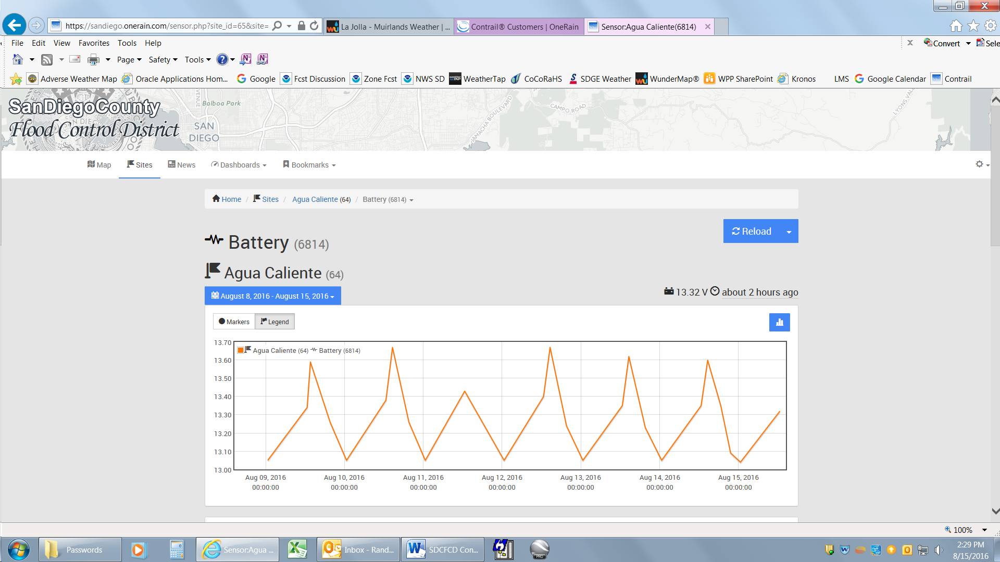 https://sandiego.onerain.com/sensor.php?site_id=65&site=
La Jolla - Muirlands Weather | ...
Contrail® Customers | OneRain
Sensor:Agua Caliente(6814)
File Edit View Favorites Tools Help
x Convert Sele
Page Safety Tools
Adverse Weather Map Oracle Applications Hom... Google Fcst Discussion Zone Fcst NWS SD WeatherTap CoCoRaHS SDGE Weather WunderMap® WPP SharePoint Kronos LMS Google Calendar Contrail
SanDiegoCounty
Flood Control District
Balboa Park
SAN
DIEGO
AVENUE
JAMACHA BOULEVARD
CAMPO ROAD
LYONS VAL
Map Sites News Dashboards Bookmarks
Home / Sites / Agua Caliente (64) / Battery (6814)
Reload
Battery (6814)
Agua Caliente (64)
August 8, 2016 - August 15, 2016
13.32 V about 2 hours ago
Markers Legend
Agua Caliente (64) Battery (6814)
13.70
13.60
13.50
13.40
13.30
13.20
13.10
13.00
Aug 09, 2016 Aug 10, 2016 Aug 11, 2016 Aug 12, 2016 Aug 13, 2016 Aug 14, 2016 Aug 15, 2016
00:00:00 00:00:00 00:00:00 00:00:00 00:00:00 00:00:00 00:00:00
100%
Passwords
Sensor:Agua ...
Inbox - Rand...
SDCFCD Con...
PRO
2:29 PM
8/15/2016